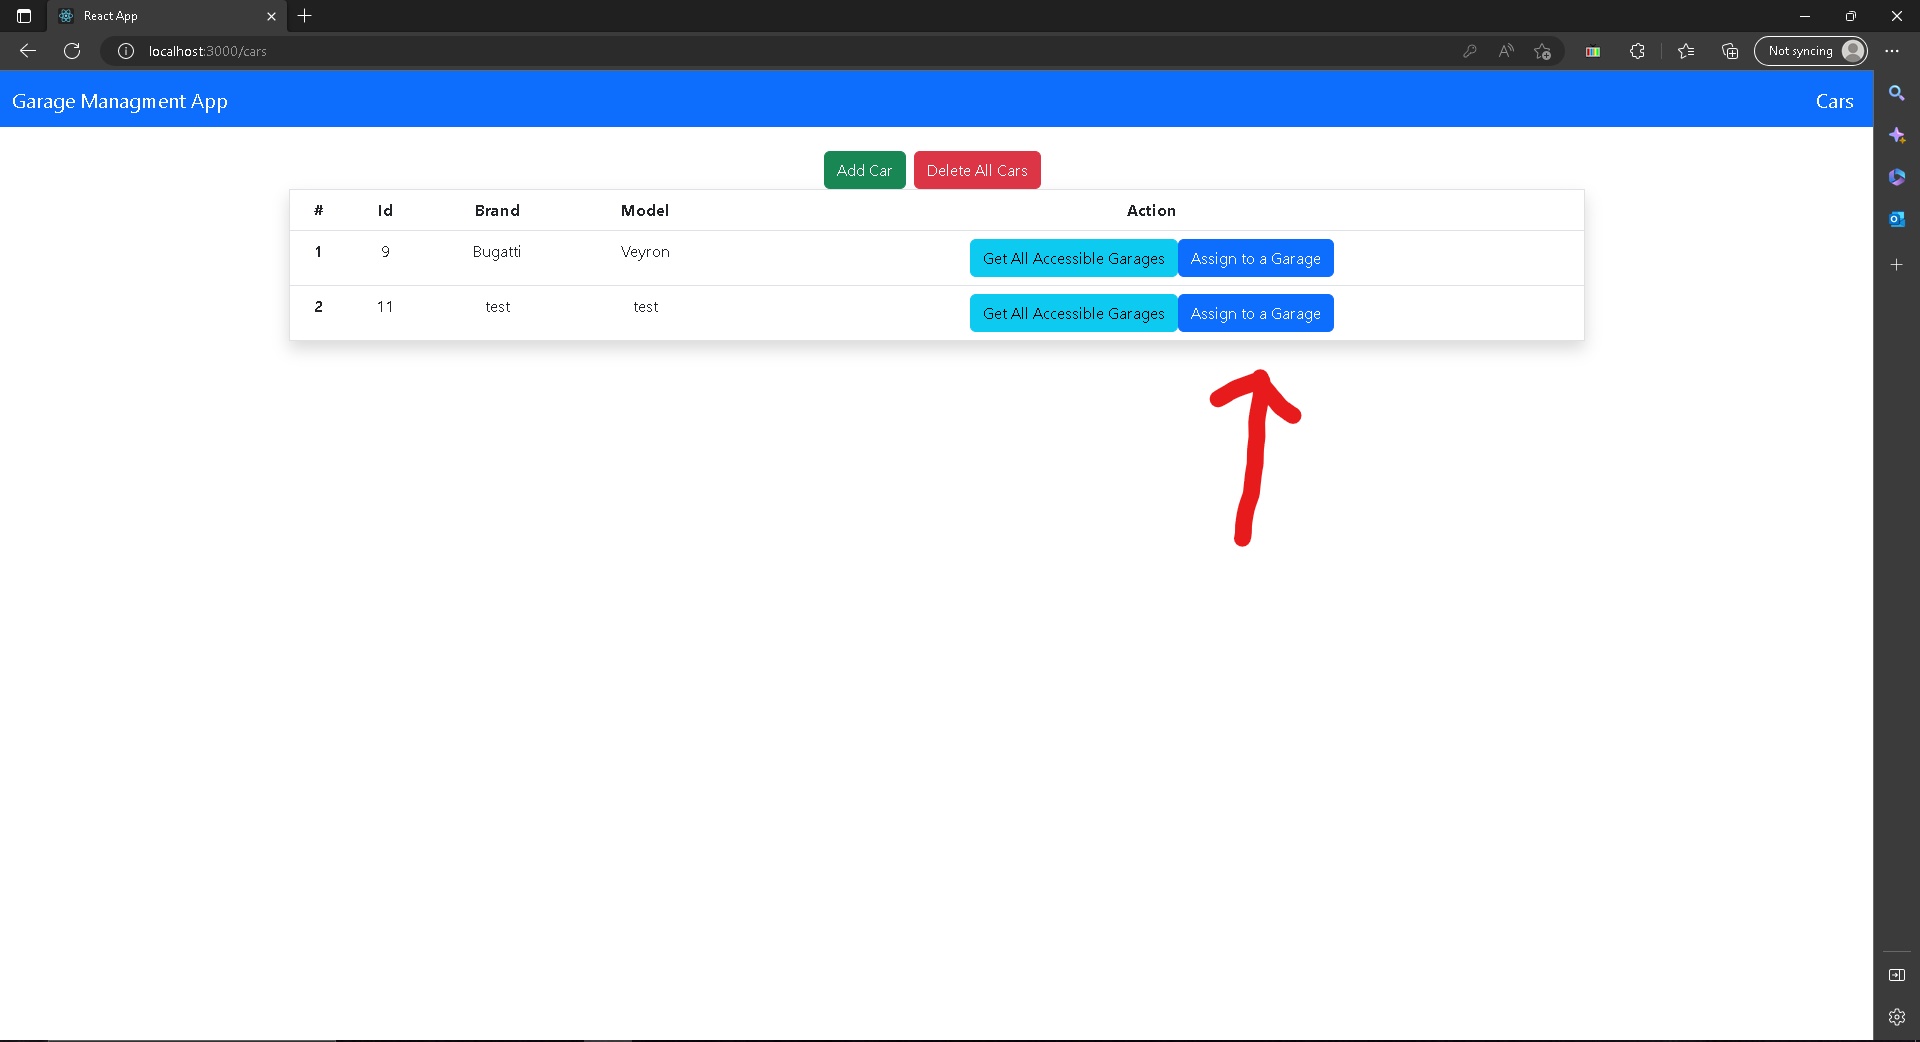 React App
localhost:3000/cars
Not syncing
Garage Managment App
Cars
Add Car
Delete All Cars
# Id Brand Model Action
1 9 Bugatti Veyron Get All Accessible Garages Assign to a Garage
2 11 test test Get All Accessible Garages Assign to a Garage